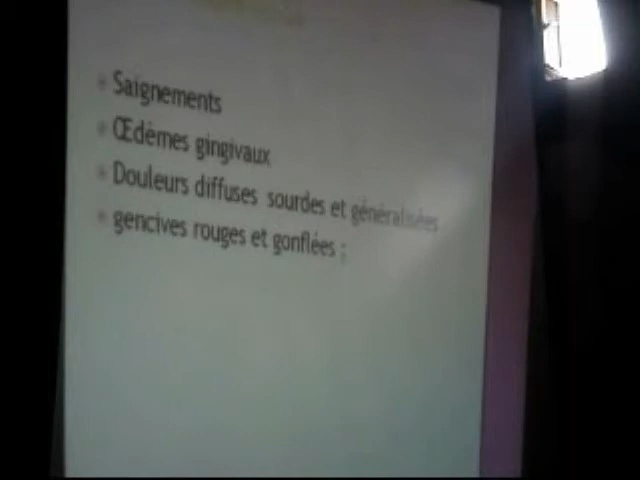 Saignements
Œdèmes gingivaux
Douleurs diffuses sourdes et généralisées
gencives rouges et gonflées ;